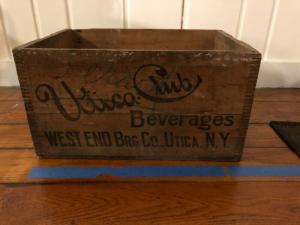 Utica Club
Beverages
WEST END BRG CO. UTICA, N.Y.